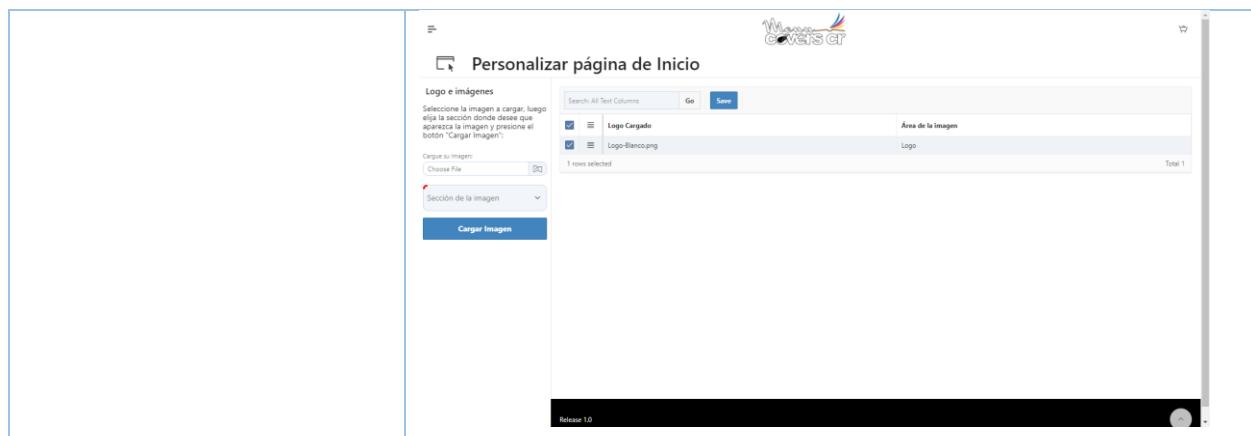 Menu
COVERS CR
Personalizar página de Inicio
Logo e imágenes
Seleccione la imagen a cargar, luego
elija la sección donde desee que
aparezca la imagen y presione el
botón "Cargar Imagen":
Cargue su Imagen:
Choose File
Sección de la imagen
Cargar Imagen
Search: All Text Columns
Go
Save
Logo Cargado
Área de la imagen
Logo-Blanco.png
Logo
1 rows selected
Total 1
Release 1.0